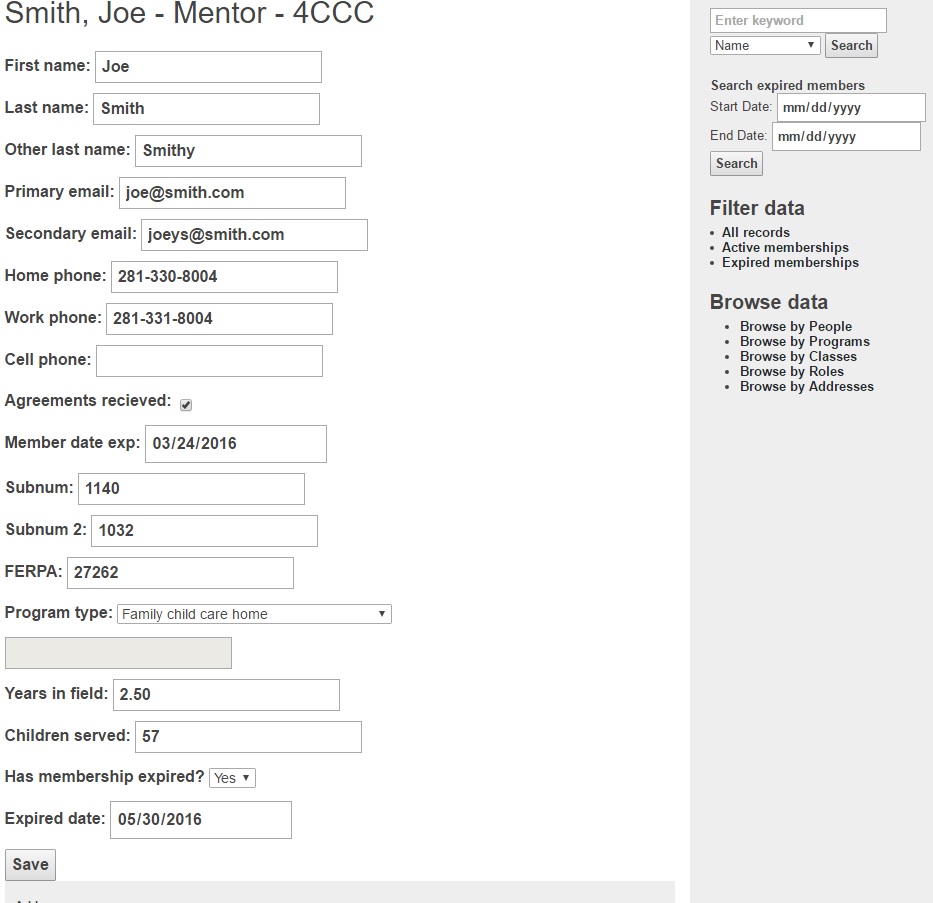 Smith, Joe - Mentor - 4CCC
First name: Joe
Last name: Smith
Other last name: Smithy
Primary email: joe@smith.com
Secondary email: joeys@smith.com
Home phone: 281-330-8004
Work phone: 281-331-8004
Cell phone:
Agreements recieved:
Member date exp: 03/24/2016
Subnum: 1140
Subnum 2: 1032
FERPA: 27262
Program type: Family child care home
Years in field: 2.50
Children served: 57
Has membership expired? Yes
Expired date: 05/30/2016
Save
Enter keyword
Name Search
Search expired members
Start Date: mm/dd/yyyy
End Date: mm/dd/yyyy
Search
Filter data
• All records
• Active memberships
• Expired memberships
Browse data
• Browse by People
• Browse by Programs
• Browse by Classes
• Browse by Roles
• Browse by Addresses